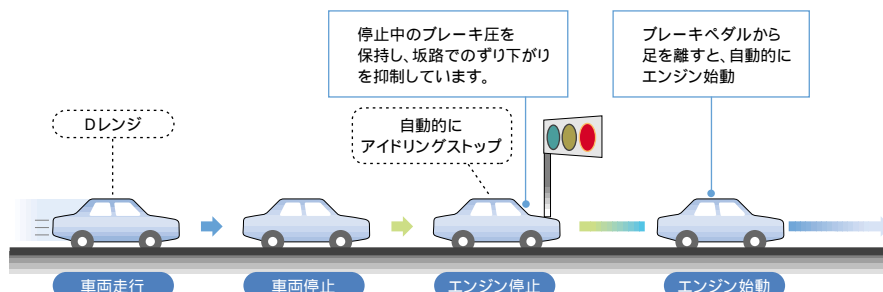 停止中のブレーキ圧を
保持し、坂路でのずり下がり
を抑制しています。
ブレーキペダルから
足を離すと、自動的に
エンジン始動
Dレンジ
自動的に
アイドリングストップ
車両走行
車両停止
エンジン停止
エンジン始動